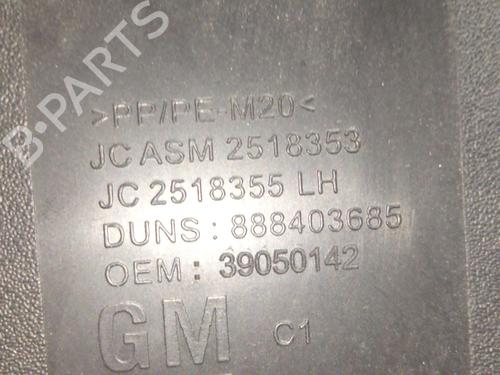 B-PARTS
>PP/PE-M20<
JC ASM 2518353
JC 2518355 LH
DUNS : 888403685
OEM : 39050142
GM C1